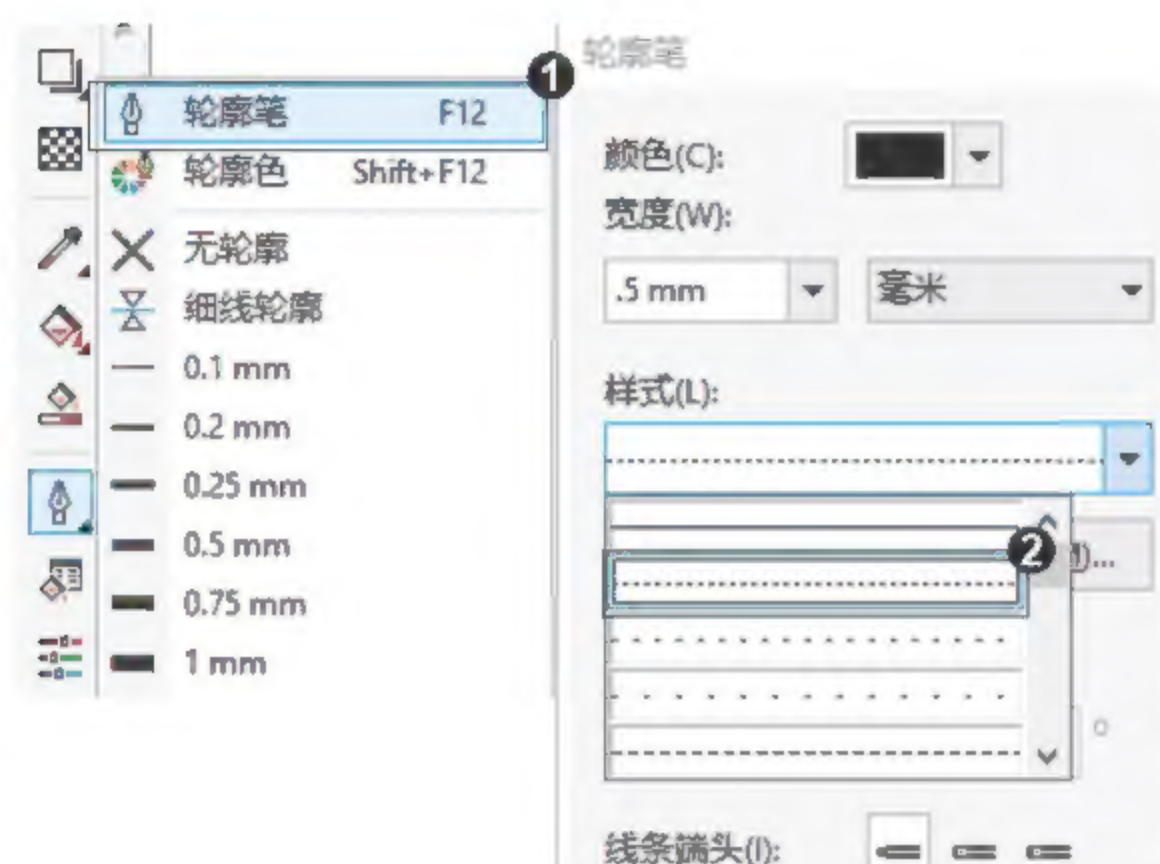 轮廓笔 F12
轮廓色 Shift+F12
无轮廓
细线轮廓
0.1 mm
0.2 mm
0.25 mm
0.5 mm
0.75 mm
1 mm
1
轮廓笔
颜色(C):
宽度(W):
.5 mm
毫米
样式(L):
2
)...
线条端头(I):